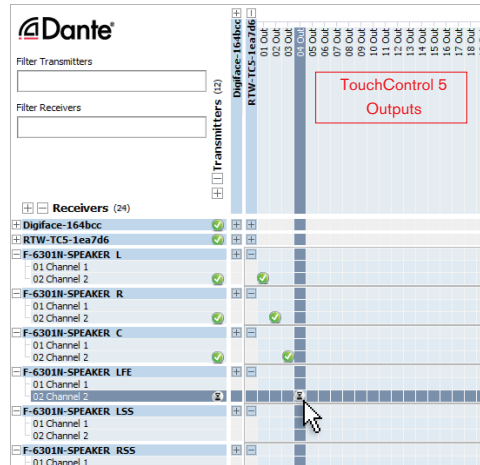 Dante®
Filter Transmitters
Filter Receivers
Transmitters (12)
Digiface-164bcc
RTW-TC5-1ea7d6
01 Out
02 Out
03 Out
04 Out
05 Out
06 Out
07 Out
08 Out
09 Out
10 Out
11 Out
12 Out
13 Out
14 Out
15 Out
16 Out
17 Out
18 Out
TouchControl 5
Outputs
Receivers (24)
Digiface-164bcc
RTW-TC5-1ea7d6
F-6301N-SPEAKER L
01 Channel 1
02 Channel 2
F-6301N-SPEAKER R
01 Channel 1
02 Channel 2
F-6301N-SPEAKER C
01 Channel 1
02 Channel 2
F-6301N-SPEAKER LFE
01 Channel 1
02 Channel 2
F-6301N-SPEAKER LSS
01 Channel 1
02 Channel 2
F-6301N-SPEAKER RSS
01 Channel 1